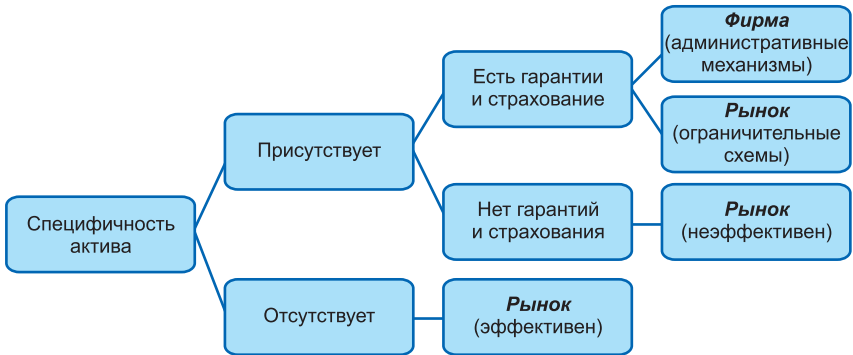 Специфичность
актива
Присутствует
Отсутствует
Есть гарантии
и страхование
Нет гарантий
и страхования
Рынок
(эффективен)
Фирма
(административные
механизмы)
Рынок
(ограничительные
схемы)
Рынок
(неэффективен)